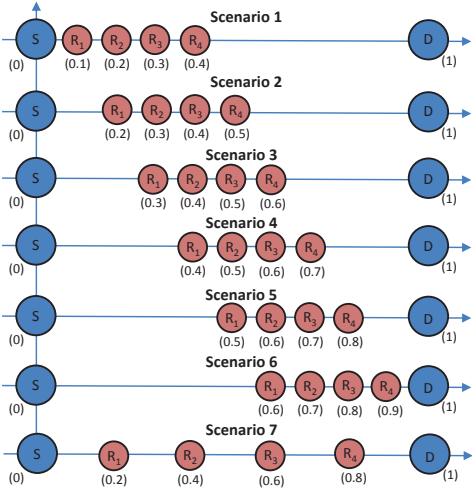 Scenario 1
S R1 R2 R3 R4 D
(0) (0.1) (0.2) (0.3) (0.4) (1)
Scenario 2
S R1 R2 R3 R4 D
(0) (0.2) (0.3) (0.4) (0.5) (1)
Scenario 3
S R1 R2 R3 R4 D
(0) (0.3) (0.4) (0.5) (0.6) (1)
Scenario 4
S R1 R2 R3 R4 D
(0) (0.4) (0.5) (0.6) (0.7) (1)
Scenario 5
S R1 R2 R3 R4 D
(0) (0.5) (0.6) (0.7) (0.8) (1)
Scenario 6
S R1 R2 R3 R4 D
(0) (0.6) (0.7) (0.8) (0.9) (1)
Scenario 7
S R1 R2 R3 R4 D
(0) (0.2) (0.4) (0.6) (0.8) (1)